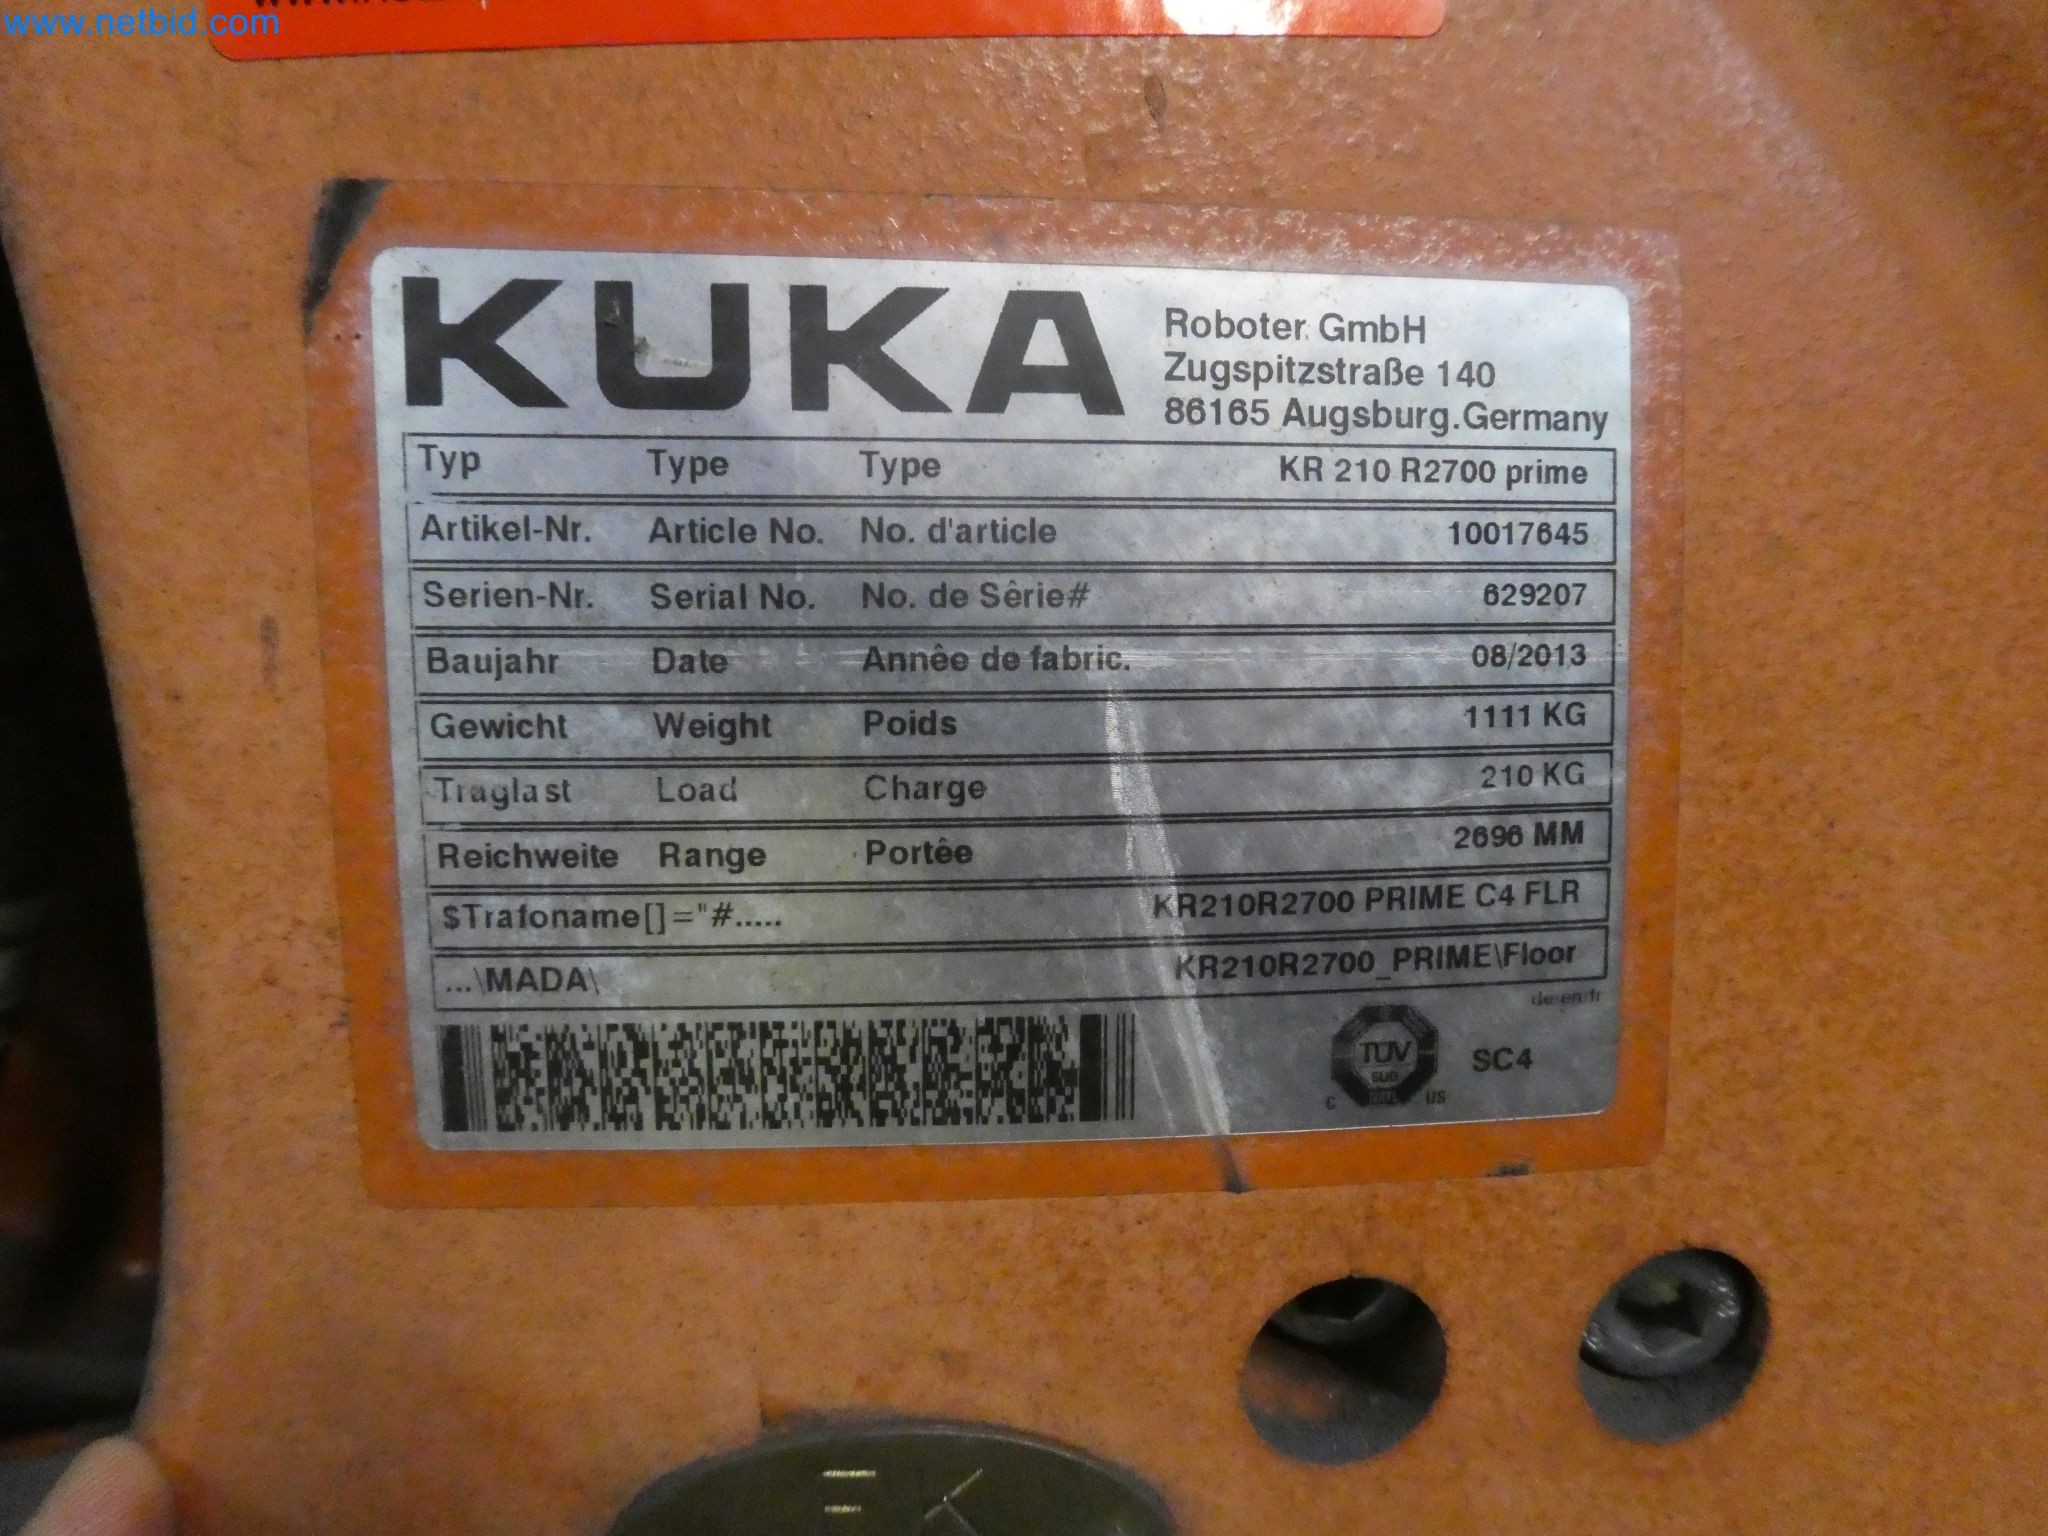 www.netbid.com
KUKA
Roboter GmbH
Zugspitzstraße 140
86165 Augsburg.Germany
Typ Type Type KR 210 R2700 prime
Artikel-Nr. Article No. No. d'article 10017645
Serien-Nr. Serial No. No. de Sêrie# 629207
Baujahr Date Annêe de fabric. 08/2013
Gewicht Weight Poids 1111 KG
Traglast Load Charge 210 KG
Reichweite Range Portêe 2696 MM
$Trafoname[]="#..... KR210R2700 PRIME C4 FLR
...\MADA\ KR210R2700_PRIME\Floor
de-en-fr
TÜV
SÜD
C US
SC4